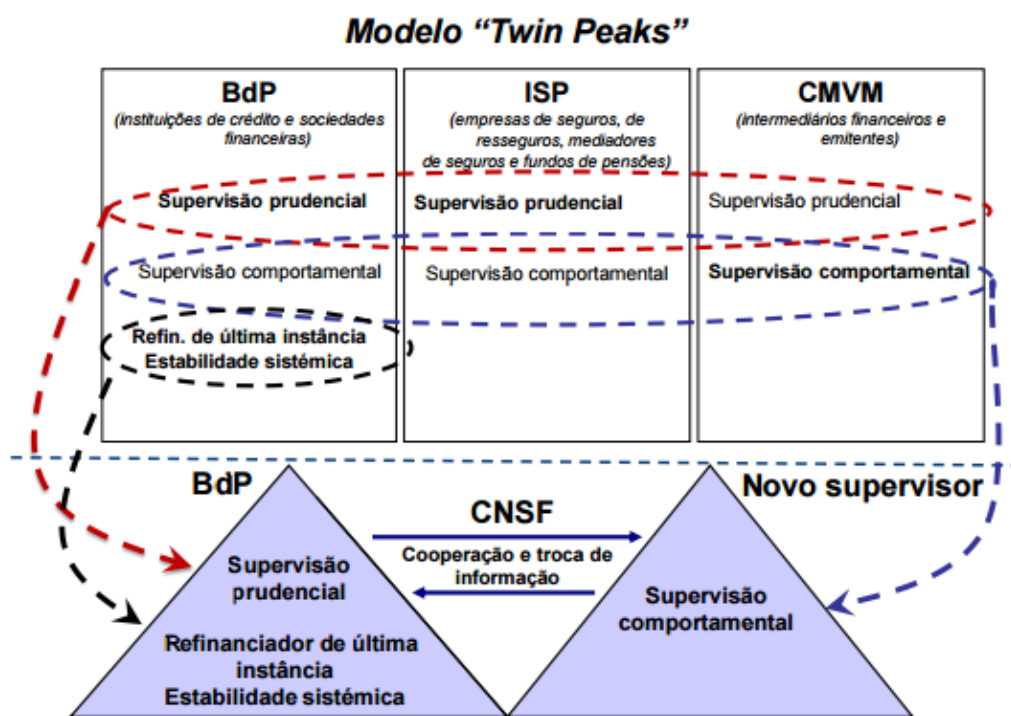 Modelo “Twin Peaks”
BdP
(instituições de crédito e sociedades
financeiras)
Supervisão prudencial
Supervisão comportamental
Refin. de última instância
Estabilidade sistémica
ISP
(empresas de seguros, de
resseguros, mediadores
de seguros e fundos de pensões)
Supervisão prudencial
Supervisão comportamental
CMVM
(intermediários financeiros e
emitentes)
Supervisão prudencial
Supervisão comportamental
BdP
Supervisão
prudencial
Refinanciador de última
instância
Estabilidade sistémica
CNSF
Cooperação e troca de
informação
Novo supervisor
Supervisão
comportamental